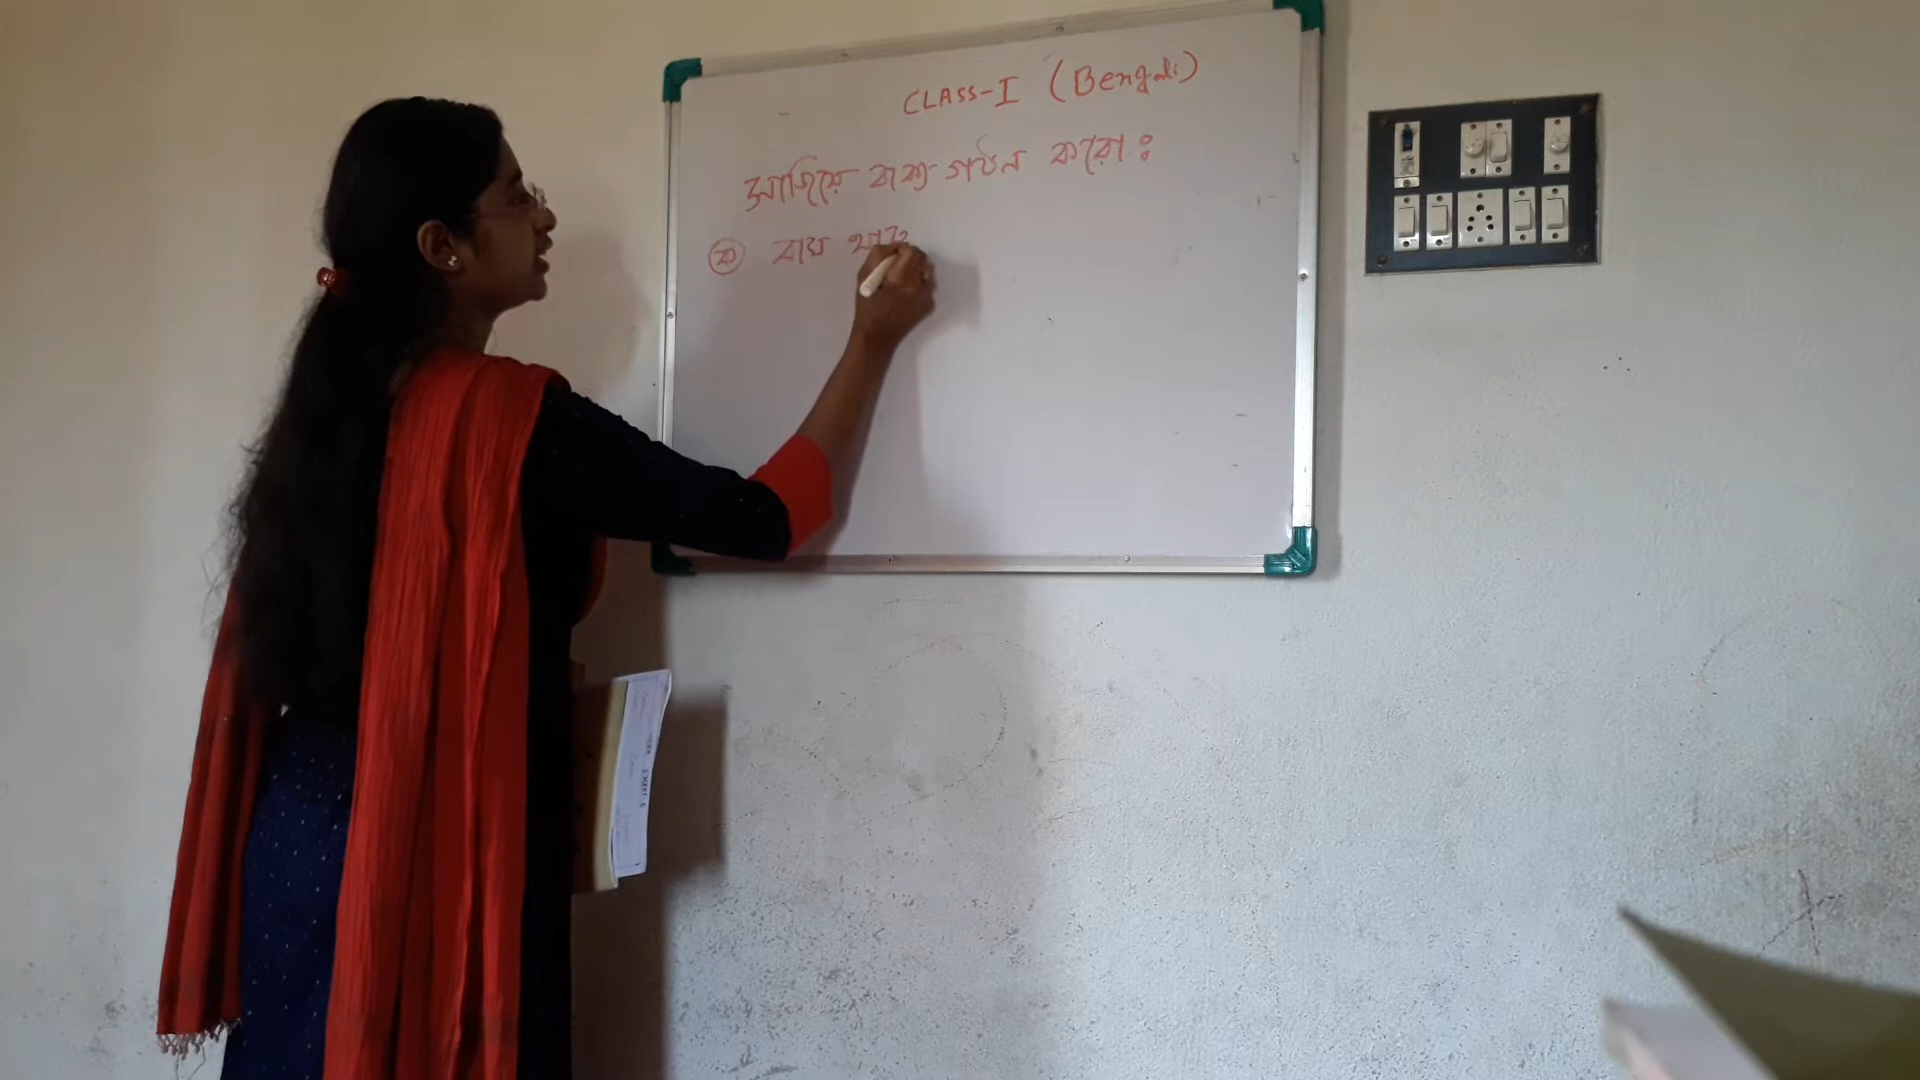 CLASS-I (Bengali)
সাজিয়ে বাক্য গঠন করো :
ক বাঘ